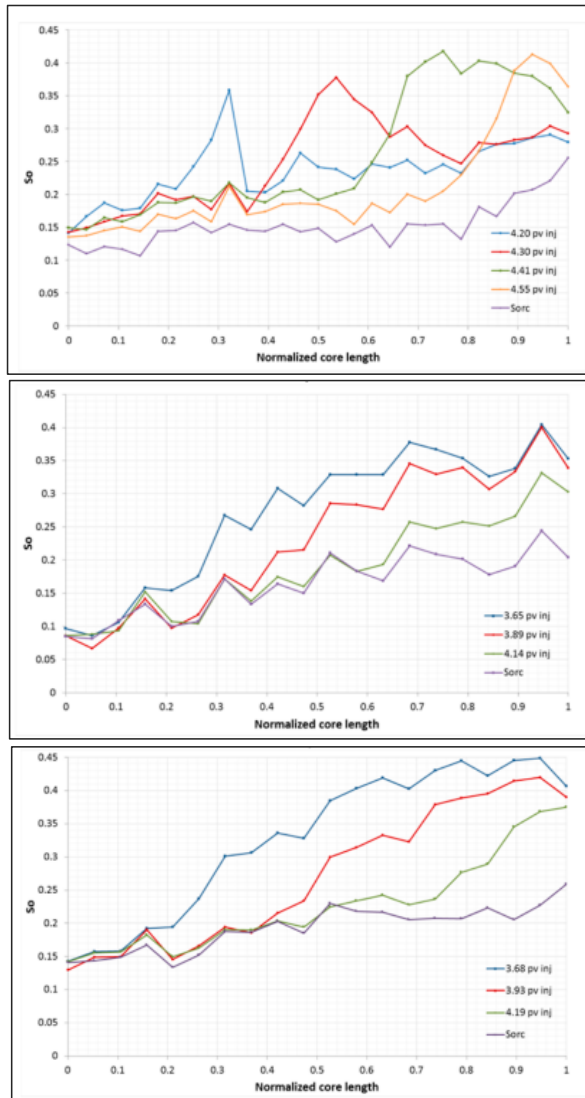 0.45
0.4
0.35
0.3
0.25
0.2
0.15
0.1
0.05
0
So
0 0.1 0.2 0.3 0.4 0.5 0.6 0.7 0.8 0.9 1
Normalized core length
4.20 pv inj
4.30 pv inj
4.41 pv inj
4.55 pv inj
Sorc
0.45
0.4
0.35
0.3
0.25
0.2
0.15
0.1
0.05
0
So
0 0.1 0.2 0.3 0.4 0.5 0.6 0.7 0.8 0.9 1
Normalized core length
3.65 pv inj
3.89 pv inj
4.14 pv inj
Sorc
0.45
0.4
0.35
0.3
0.25
0.2
0.15
0.1
0.05
0
So
0 0.1 0.2 0.3 0.4 0.5 0.6 0.7 0.8 0.9 1
Normalized core length
3.68 pv inj
3.93 pv inj
4.19 pv inj
Sorc